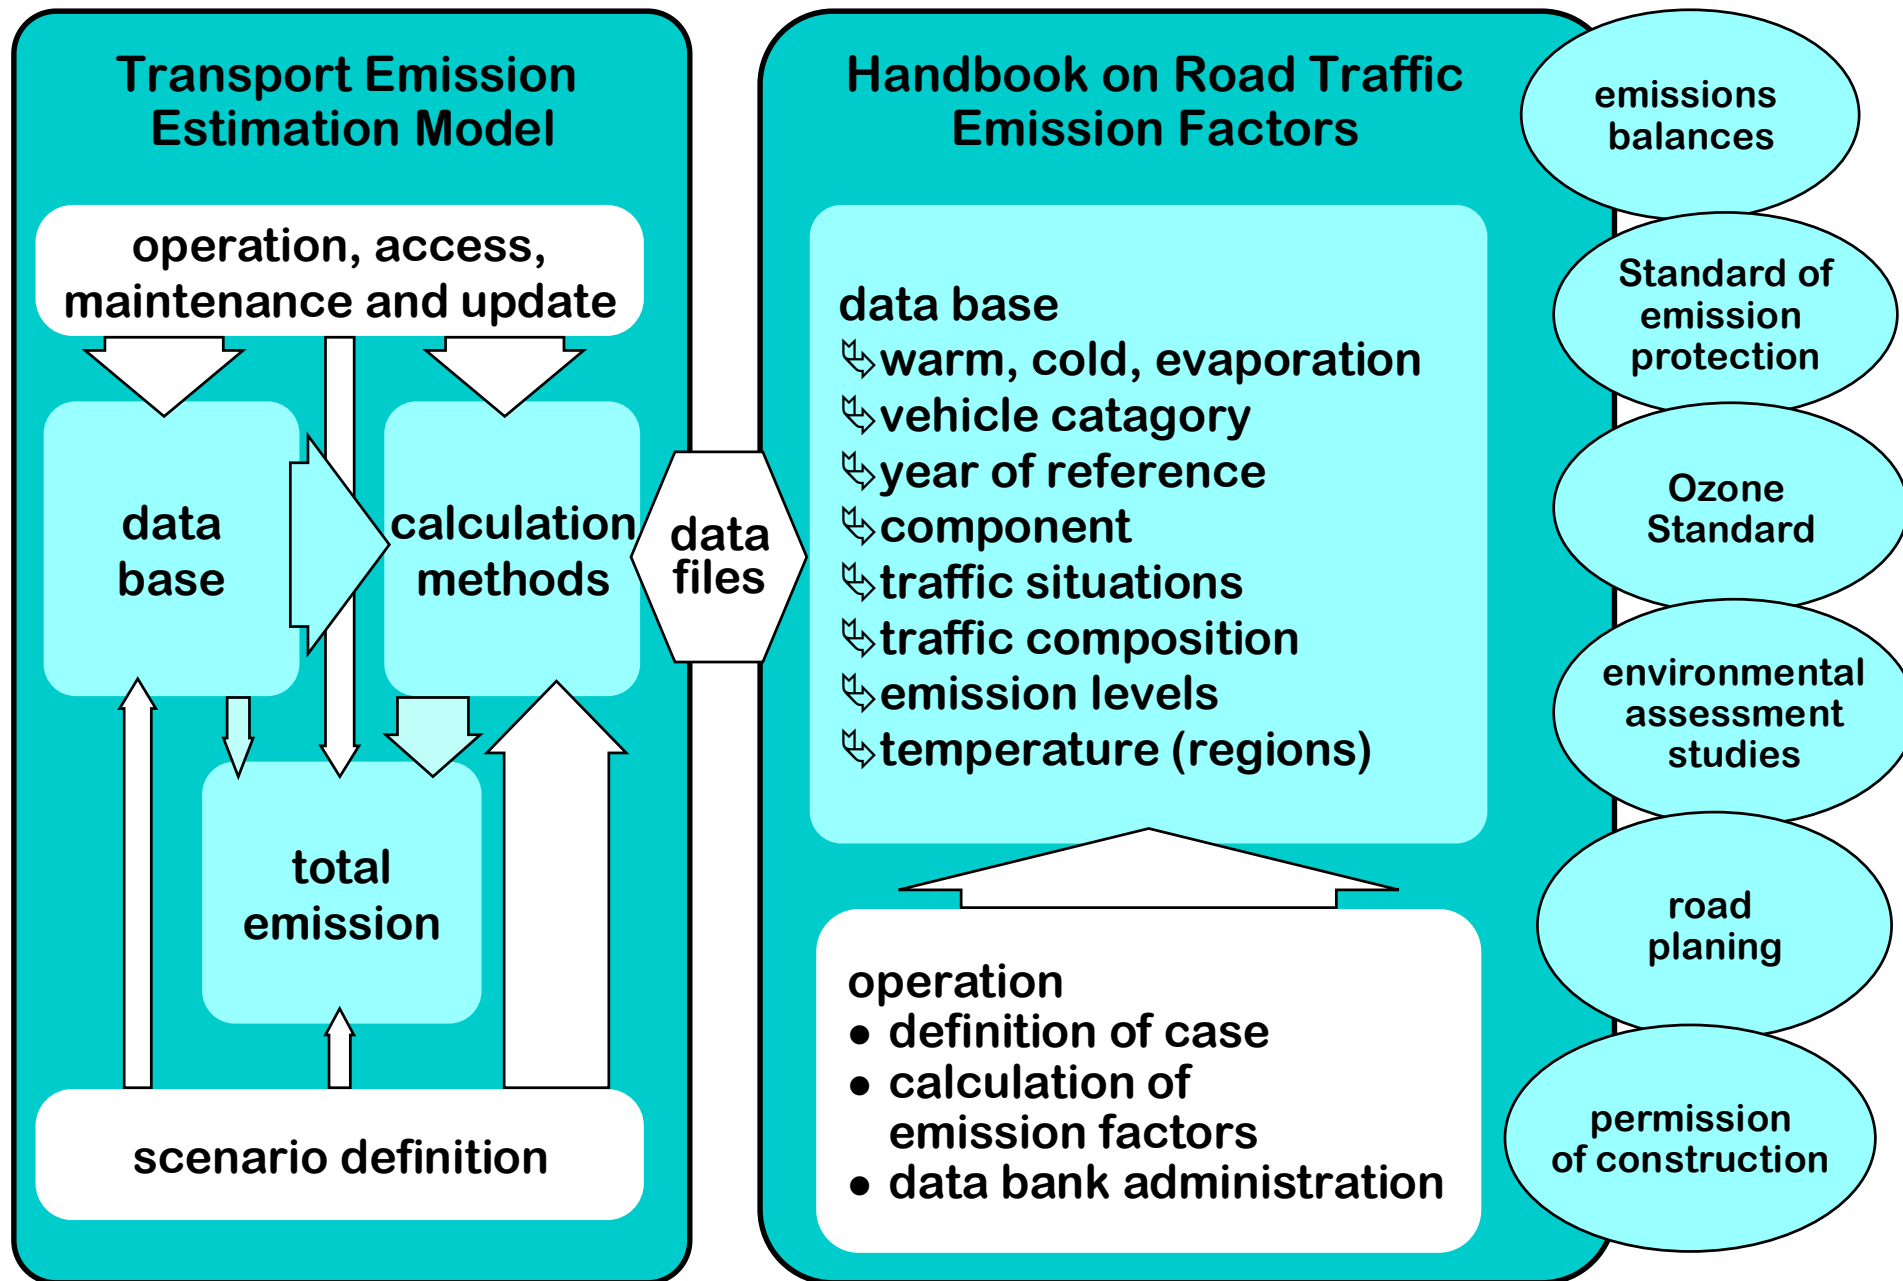 Transport Emission
Estimation Model
operation, access,
maintenance and update
data
base
calculation
methods
total
emission
scenario definition
data
files
Handbook on Road Traffic
Emission Factors
data base
warm, cold, evaporation
vehicle catagory
year of reference
component
traffic situations
traffic composition
emission levels
temperature (regions)
operation
• definition of case
• calculation of
emission factors
• data bank administration
emissions
balances
Standard of
emission
protection
Ozone
Standard
environmental
assessment
studies
road
planing
permission
of construction